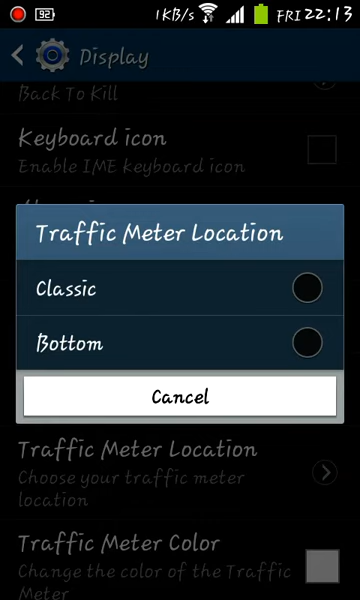 92 1KB/s FRI 22:13
Display
Back To Kill
Keyboard icon
Enable IME keyboard icon
Traffic Meter Location
Classic
Bottom
Cancel
Traffic Meter Location
Choose your traffic meter
location
Traffic Meter Color
Change the color of the Traffic
Meter